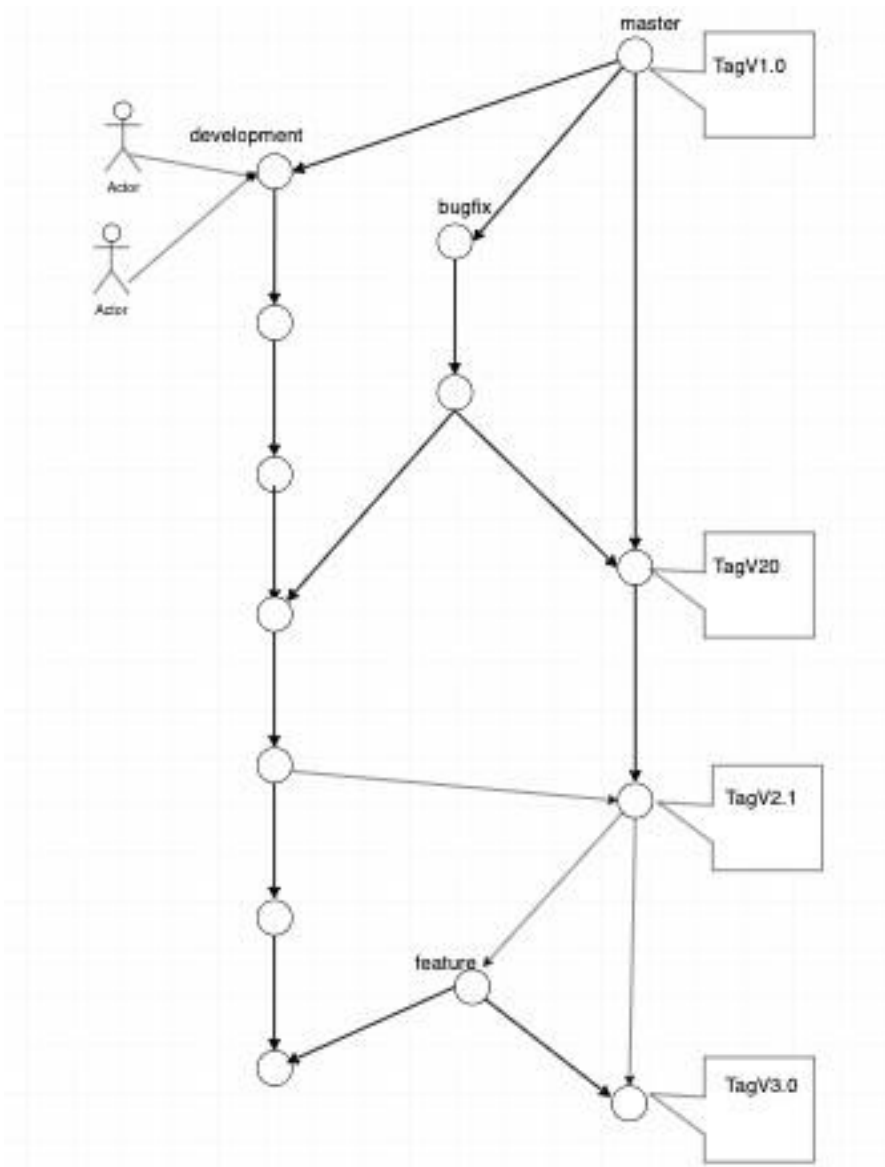 master
TagV1.0
development
Actor
bugfix
Actor
TagV20
TagV2.1
feature
TagV3.0